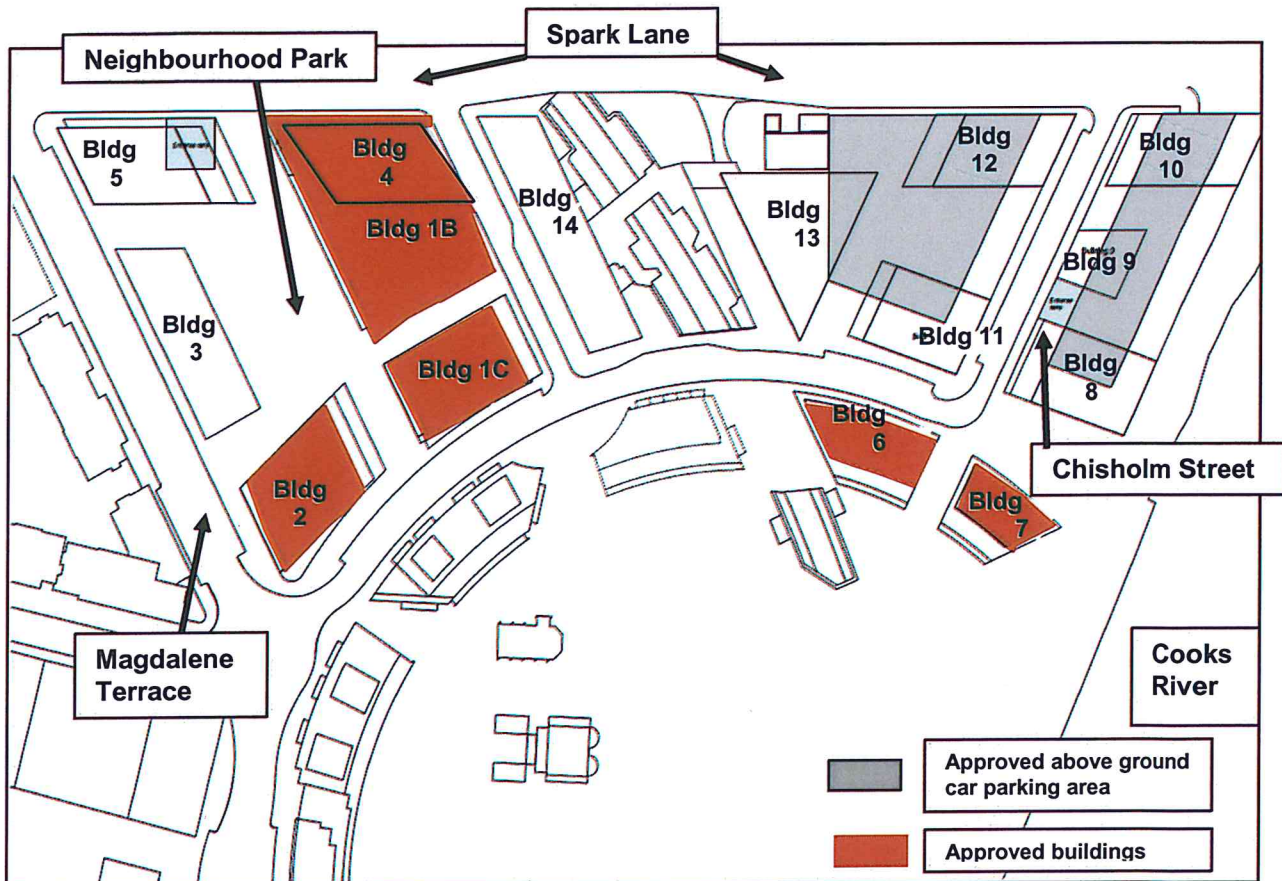 Spark Lane
Neighbourhood Park
Bldg
5
Bldg
4
Bldg 1B
Bldg
14
Bldg
13
Bldg
12
Bldg
10
Bldg 9
Bldg
3
Bldg 1C
Bldg 11
Bldg
8
Bldg
6
Bldg
2
Bldg
7
Chisholm Street
Magdalene
Terrace
Cooks
River
Approved above ground
car parking area
Approved buildings